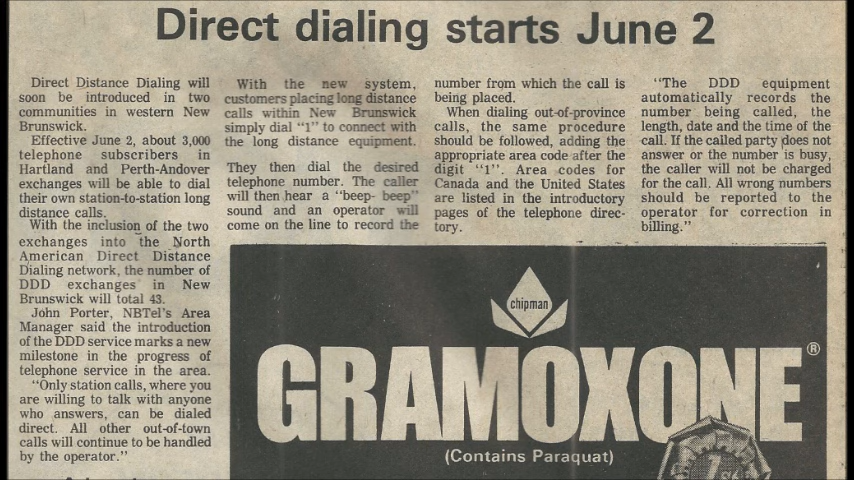 Direct dialing starts June 2
Direct Distance Dialing will
soon be introduced in two
communities in western New
Brunswick.
Effective June 2, about 3,000
telephone subscribers in
Hartland and Perth-Andover
exchanges will be able to dial
their own station-to-station long
distance calls.
With the inclusion of the two
exchanges into the North
American Direct Distance
Dialing network, the number of
DDD exchanges in New
Brunswick will total 43.
John Porter, NBTel's Area
Manager said the introduction
of the DDD service marks a new
milestone in the progress of
telephone service in the area.
"Only station calls, where you
are willing to talk with anyone
who answers, can be dialed
direct. All other out-of-town
calls will continue to be handled
by the operator."
With the new system,
customers placing long distance
calls within New Brunswick
simply dial "1" to connect with
the long distance equipment.
They then dial the desired
telephone number. The caller
will then hear a "beep- beep"
sound and an operator will
come on the line to record the
number from which the call is
being placed.
When dialing out-of-province
calls, the same procedure
should be followed, adding the
appropriate area code after the
digit "1". Area codes for
Canada and the United States
are listed in the introductory
pages of the telephone direc-
tory.
"The DDD equipment
automatically records the
number being called, the
length, date and the time of the
call. If the called party does not
answer or the number is busy,
the caller will not be charged
for the call. All wrong numbers
should be reported to the
operator for correction in
billing."
chipman
GRAMOXONE®
(Contains Paraquat)